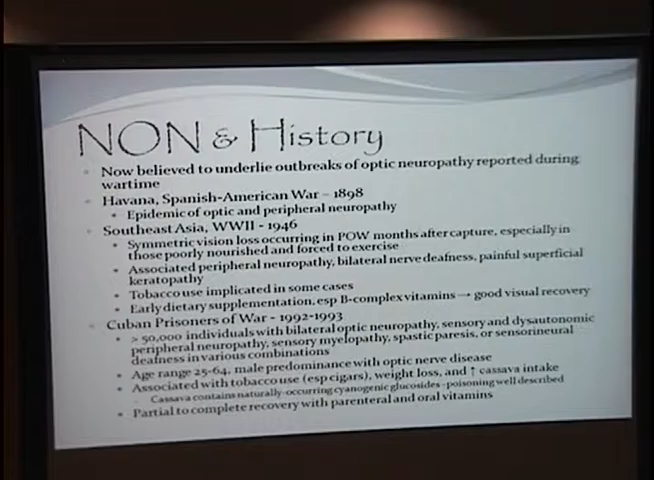 NON & History
Now believed to underlie outbreaks of optic neuropathy reported during
wartime
Havana, Spanish-American War – 1898
Epidemic of optic and peripheral neuropathy
Southeast Asia, WWII - 1946
Symmetric vision loss occurring in POW months after capture, especially in
those poorly nourished and forced to exercise
Associated peripheral neuropathy, bilateral nerve deafness, painful superficial
keratopathy
Tobacco use implicated in some cases
Early dietary supplementation, esp B-complex vitamins → good visual recovery
Cuban Prisoners of War - 1992-1993
> 50,000 individuals with bilateral optic neuropathy, sensory and dysautonomic
peripheral neuropathy, sensory myelopathy, spastic paresis, or sensorineural
deafness in various combinations
Age range 25-64, male predominance with optic nerve disease
Associated with tobacco use (esp cigars), weight loss, and ↑ cassava intake
Cassava contains naturally-occurring cyanogenic glucosides -poisoning well described
Partial to complete recovery with parenteral and oral vitamins